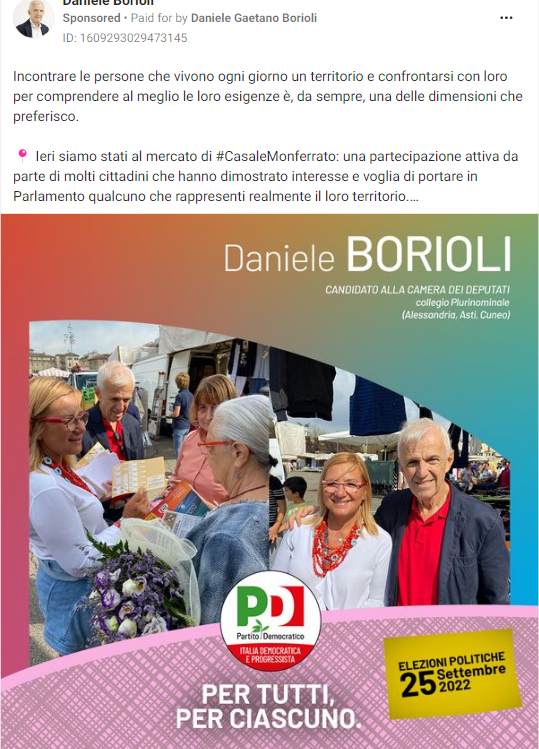 Daniele Borioli
Sponsored • Paid for by Daniele Gaetano Borioli
ID: 1609293029473145
Incontrare le persone che vivono ogni giorno un territorio e confrontarsi con loro
per comprendere al meglio le loro esigenze è, da sempre, una delle dimensioni che
preferisco.
📍 Ieri siamo stati al mercato di #CasaleMonferrato: una partecipazione attiva da
parte di molti cittadini che hanno dimostrato interesse e voglia di portare in
Parlamento qualcuno che rappresenti realmente il loro territorio....
Daniele BORIOLI
CANDIDATO ALLA CAMERA DEI DEPUTATI
collegio Plurinominale
(Alessandria, Asti, Cuneo)
PD
Partito Democratico
ITALIA DEMOCRATICA
E PROGRESSISTA
ELEZIONI POLITICHE
25 Settembre
2022
PER TUTTI,
PER CIASCUNO.